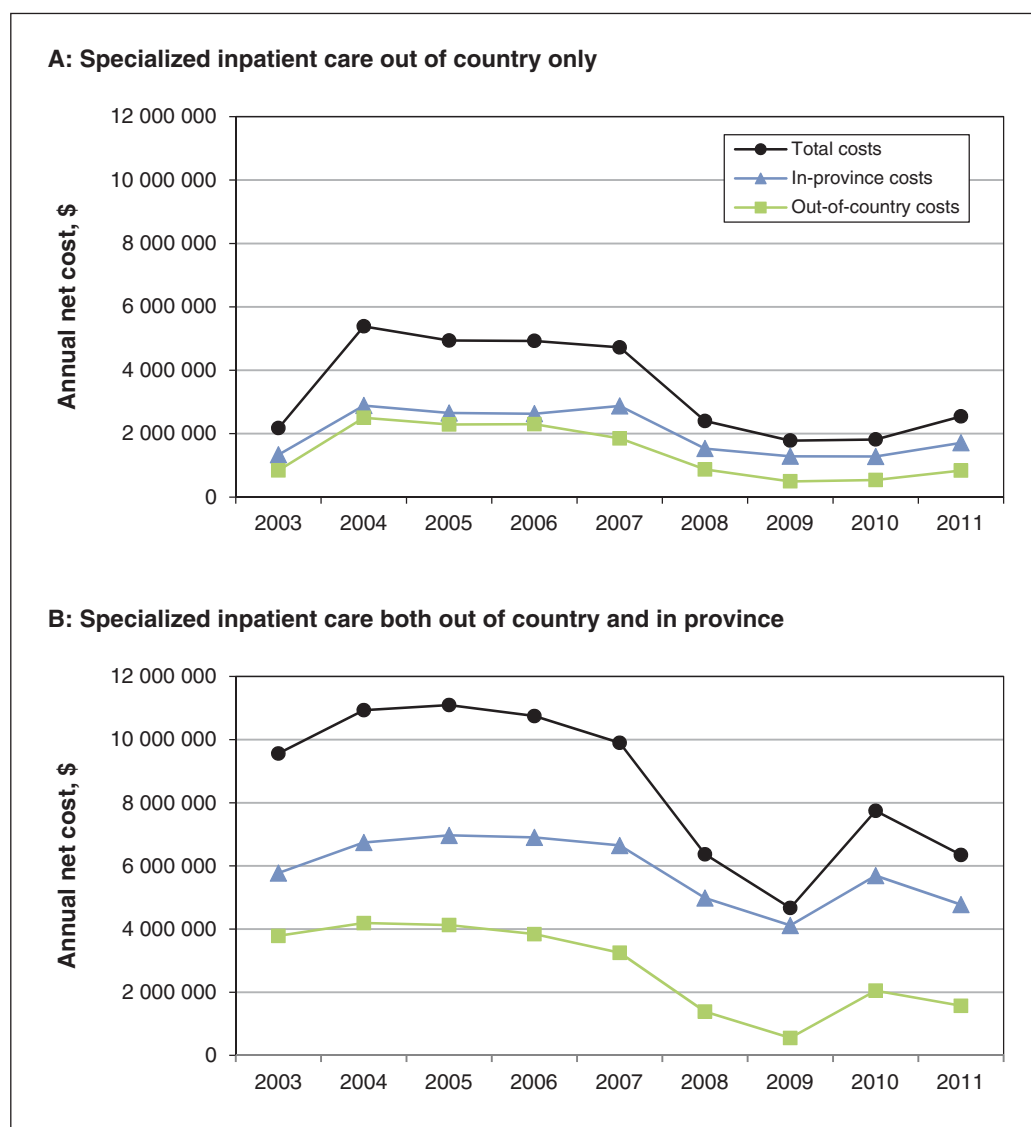 A: Specialized inpatient care out of country only
Annual net cost, $
12 000 000
10 000 000
8 000 000
6 000 000
4 000 000
2 000 000
0
Total costs
In-province costs
Out-of-country costs
2003 2004 2005 2006 2007 2008 2009 2010 2011
B: Specialized inpatient care both out of country and in province
Annual net cost, $
12 000 000
10 000 000
8 000 000
6 000 000
4 000 000
2 000 000
0
2003 2004 2005 2006 2007 2008 2009 2010 2011